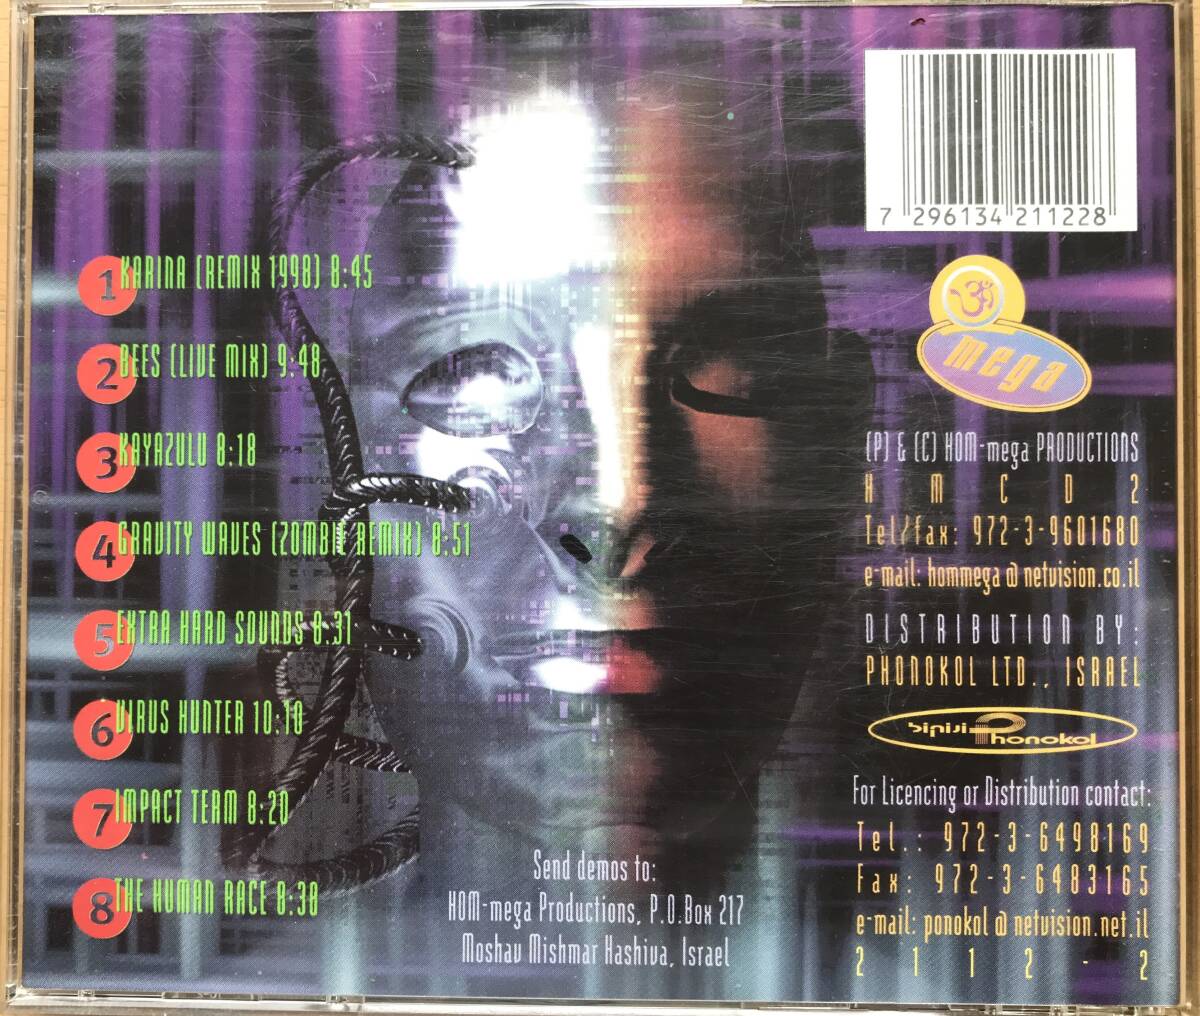 7 296134 211228
1 KARINA (REMIX 1998) 8:45
2 BEES (LIVE MIX) 9:48
3 KAYAZULU 8:18
4 GRAVITY WAVES (ZOMBIE REMIX) 8:51
5 EXTRA HARD SOUNDS 8:31
6 VIRUS HUNTER 10:10
7 IMPACT TERM 8:20
8 THE HUMAN RACE 8:38
Send demos to:
HOM-mega Productions, P.O.Box 217
Moshav Mishmar Hashiva, Israel
ॐ
mega
(P) & (C) HOM-mega PRODUCTIONS
HMCD2
Tel/fax: 972-3-9601680
e-mail: hommega@netvision.co.il
DISTRIBUTION BY:
PHONOKOL LTD., ISRAEL
Phonokol
For Licencing or Distribution contact:
Tel.: 972-3-6498169
Fax: 972-3-6483165
e-mail: ponokol@netvision.net.il
2112-2